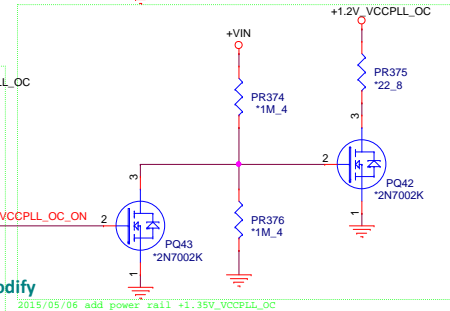 +1.2V_VCCPLL_OC
+VIN
LL_OC
PR374
*1M_4
PR375
*22_8
3
2
PQ42
*2N7002K
1
3
VCCPLL_OC_ON
2
PQ43
*2N7002K
1
PR376
*1M_4
odify
2015/05/06 add power rail +1.35V_VCCPLL_OC